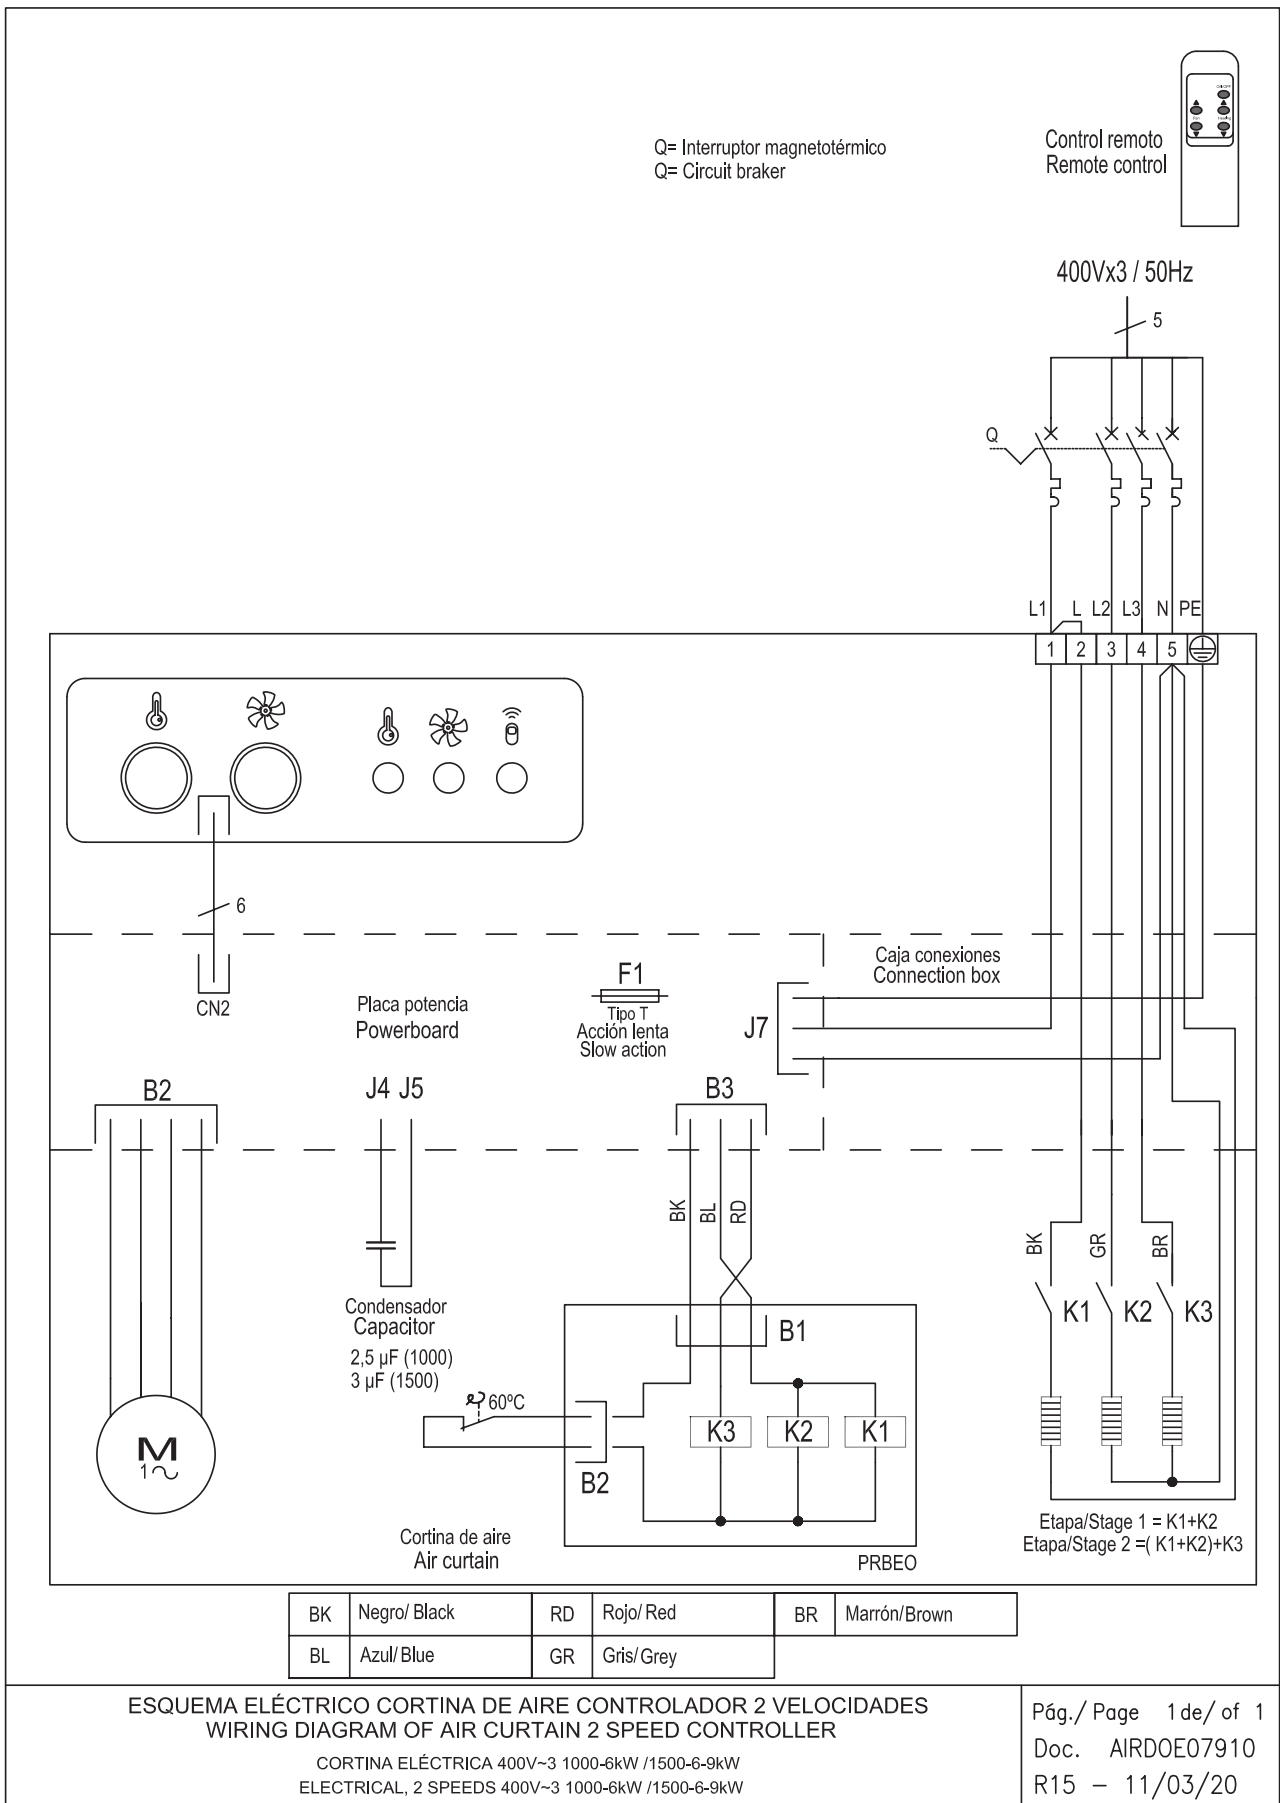 ON/OFF
Fan
Heating
Control remoto
Remote control
Q= Interruptor magnetotérmico
Q= Circuit braker
400Vx3 / 50Hz
5
Q
L1 L L2 L3 N PE
1 2 3 4 5
6
CN2
Placa potencia
Powerboard
F1
Tipo T
Acción lenta
Slow action
Caja conexiones
Connection box
J7
B2
J4 J5
B3
BK BL RD
BK GR BR
Condensador
Capacitor
2,5 µF (1000)
3 µF (1500)
B1
K1 K2 K3
60ºC
K3 K2 K1
B2
M
1
Cortina de aire
Air curtain
PRBEO
Etapa/Stage 1 = K1+K2
Etapa/Stage 2 =( K1+K2)+K3
BK Negro/ Black RD Rojo/ Red BR Marrón/Brown
BL Azul/ Blue GR Gris/ Grey
ESQUEMA ELÉCTRICO CORTINA DE AIRE CONTROLADOR 2 VELOCIDADES
WIRING DIAGRAM OF AIR CURTAIN 2 SPEED CONTROLLER
CORTINA ELÉCTRICA 400V~3 1000-6kW /1500-6-9kW
ELECTRICAL, 2 SPEEDS 400V~3 1000-6kW /1500-6-9kW
Pág./ Page 1 de/ of 1
Doc. AIRDOE07910
R15 – 11/03/20